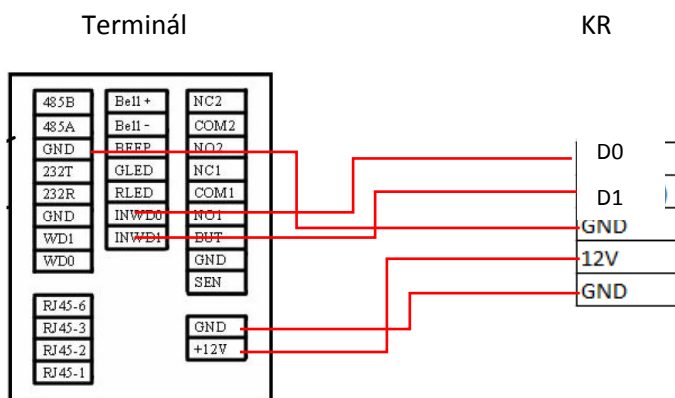 Terminál
KR
485B
485A
GND
232T
232R
GND
WD1
WD0
RJ45-6
RJ45-3
RJ45-2
RJ45-1
Bell +
Bell -
BEEP
GLED
RLED
INWD0
INWD1
NC2
COM2
NO2
NC1
COM1
NO1
BUT
GND
SEN
GND
+12V
D0
D1
GND
12V
GND